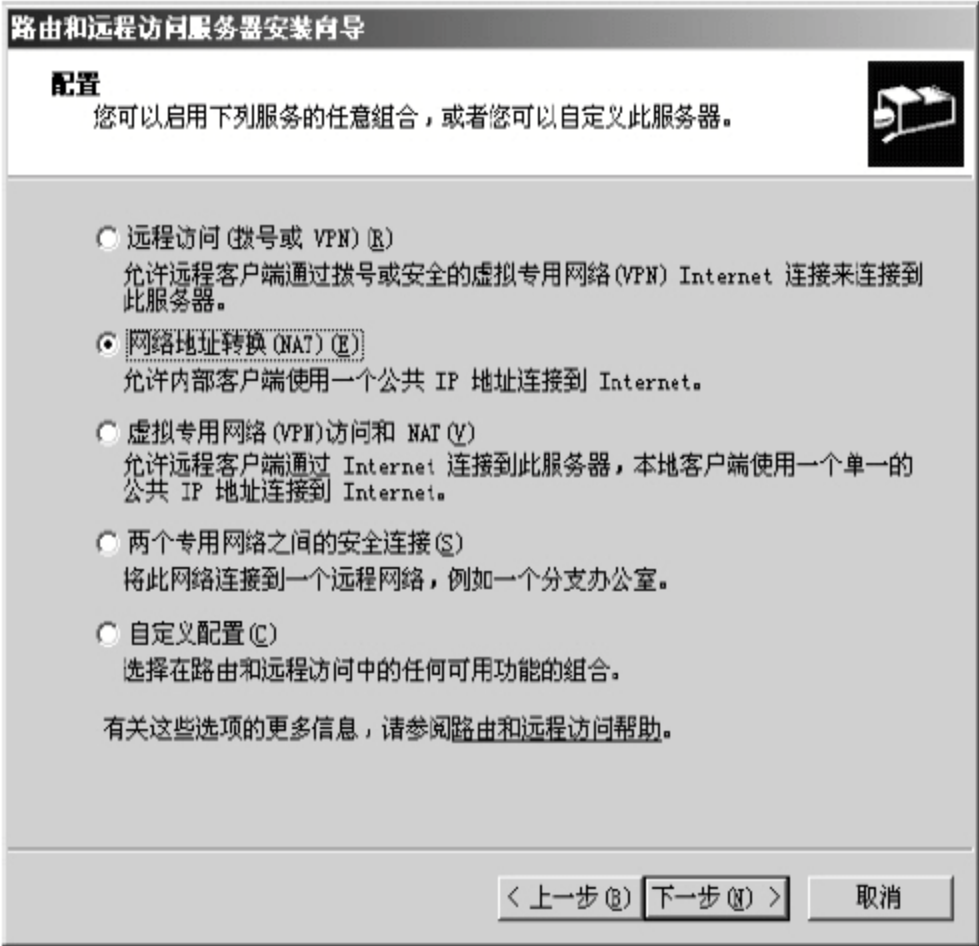 路由和远程访问服务器安装向导
配置
您可以启用下列服务的任意组合，或者您可以自定义此服务器。
远程访问(拨号或 VPN)(R)
允许远程客户端通过拨号或安全的虚拟专用网络(VPN) Internet 连接来连接到
此服务器。
网络地址转换(NAT)(E)
允许内部客户端使用一个公共 IP 地址连接到 Internet。
虚拟专用网络(VPN)访问和 NAT(V)
允许远程客户端通过 Internet 连接到此服务器，本地客户端使用一个单一的
公共 IP 地址连接到 Internet。
两个专用网络之间的安全连接(S)
将此网络连接到一个远程网络，例如一个分支办公室。
自定义配置(C)
选择在路由和远程访问中的任何可用功能的组合。
有关这些选项的更多信息，请参阅路由和远程访问帮助。
< 上一步(B) 下一步(N) > 取消